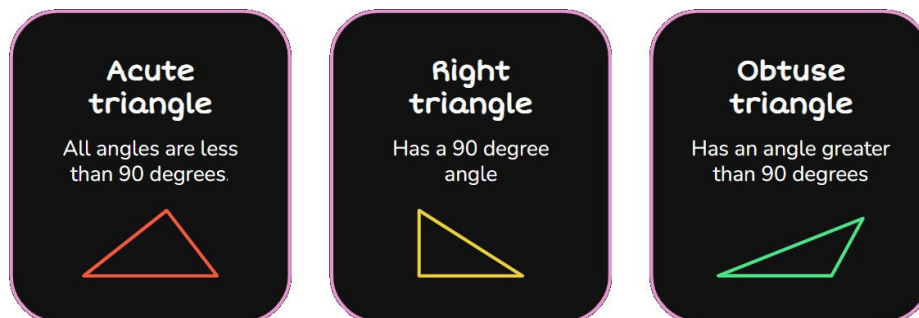 Acute
triangle
All angles are less
than 90 degrees.
Right
triangle
Has a 90 degree
angle
Obtuse
triangle
Has an angle greater
than 90 degrees